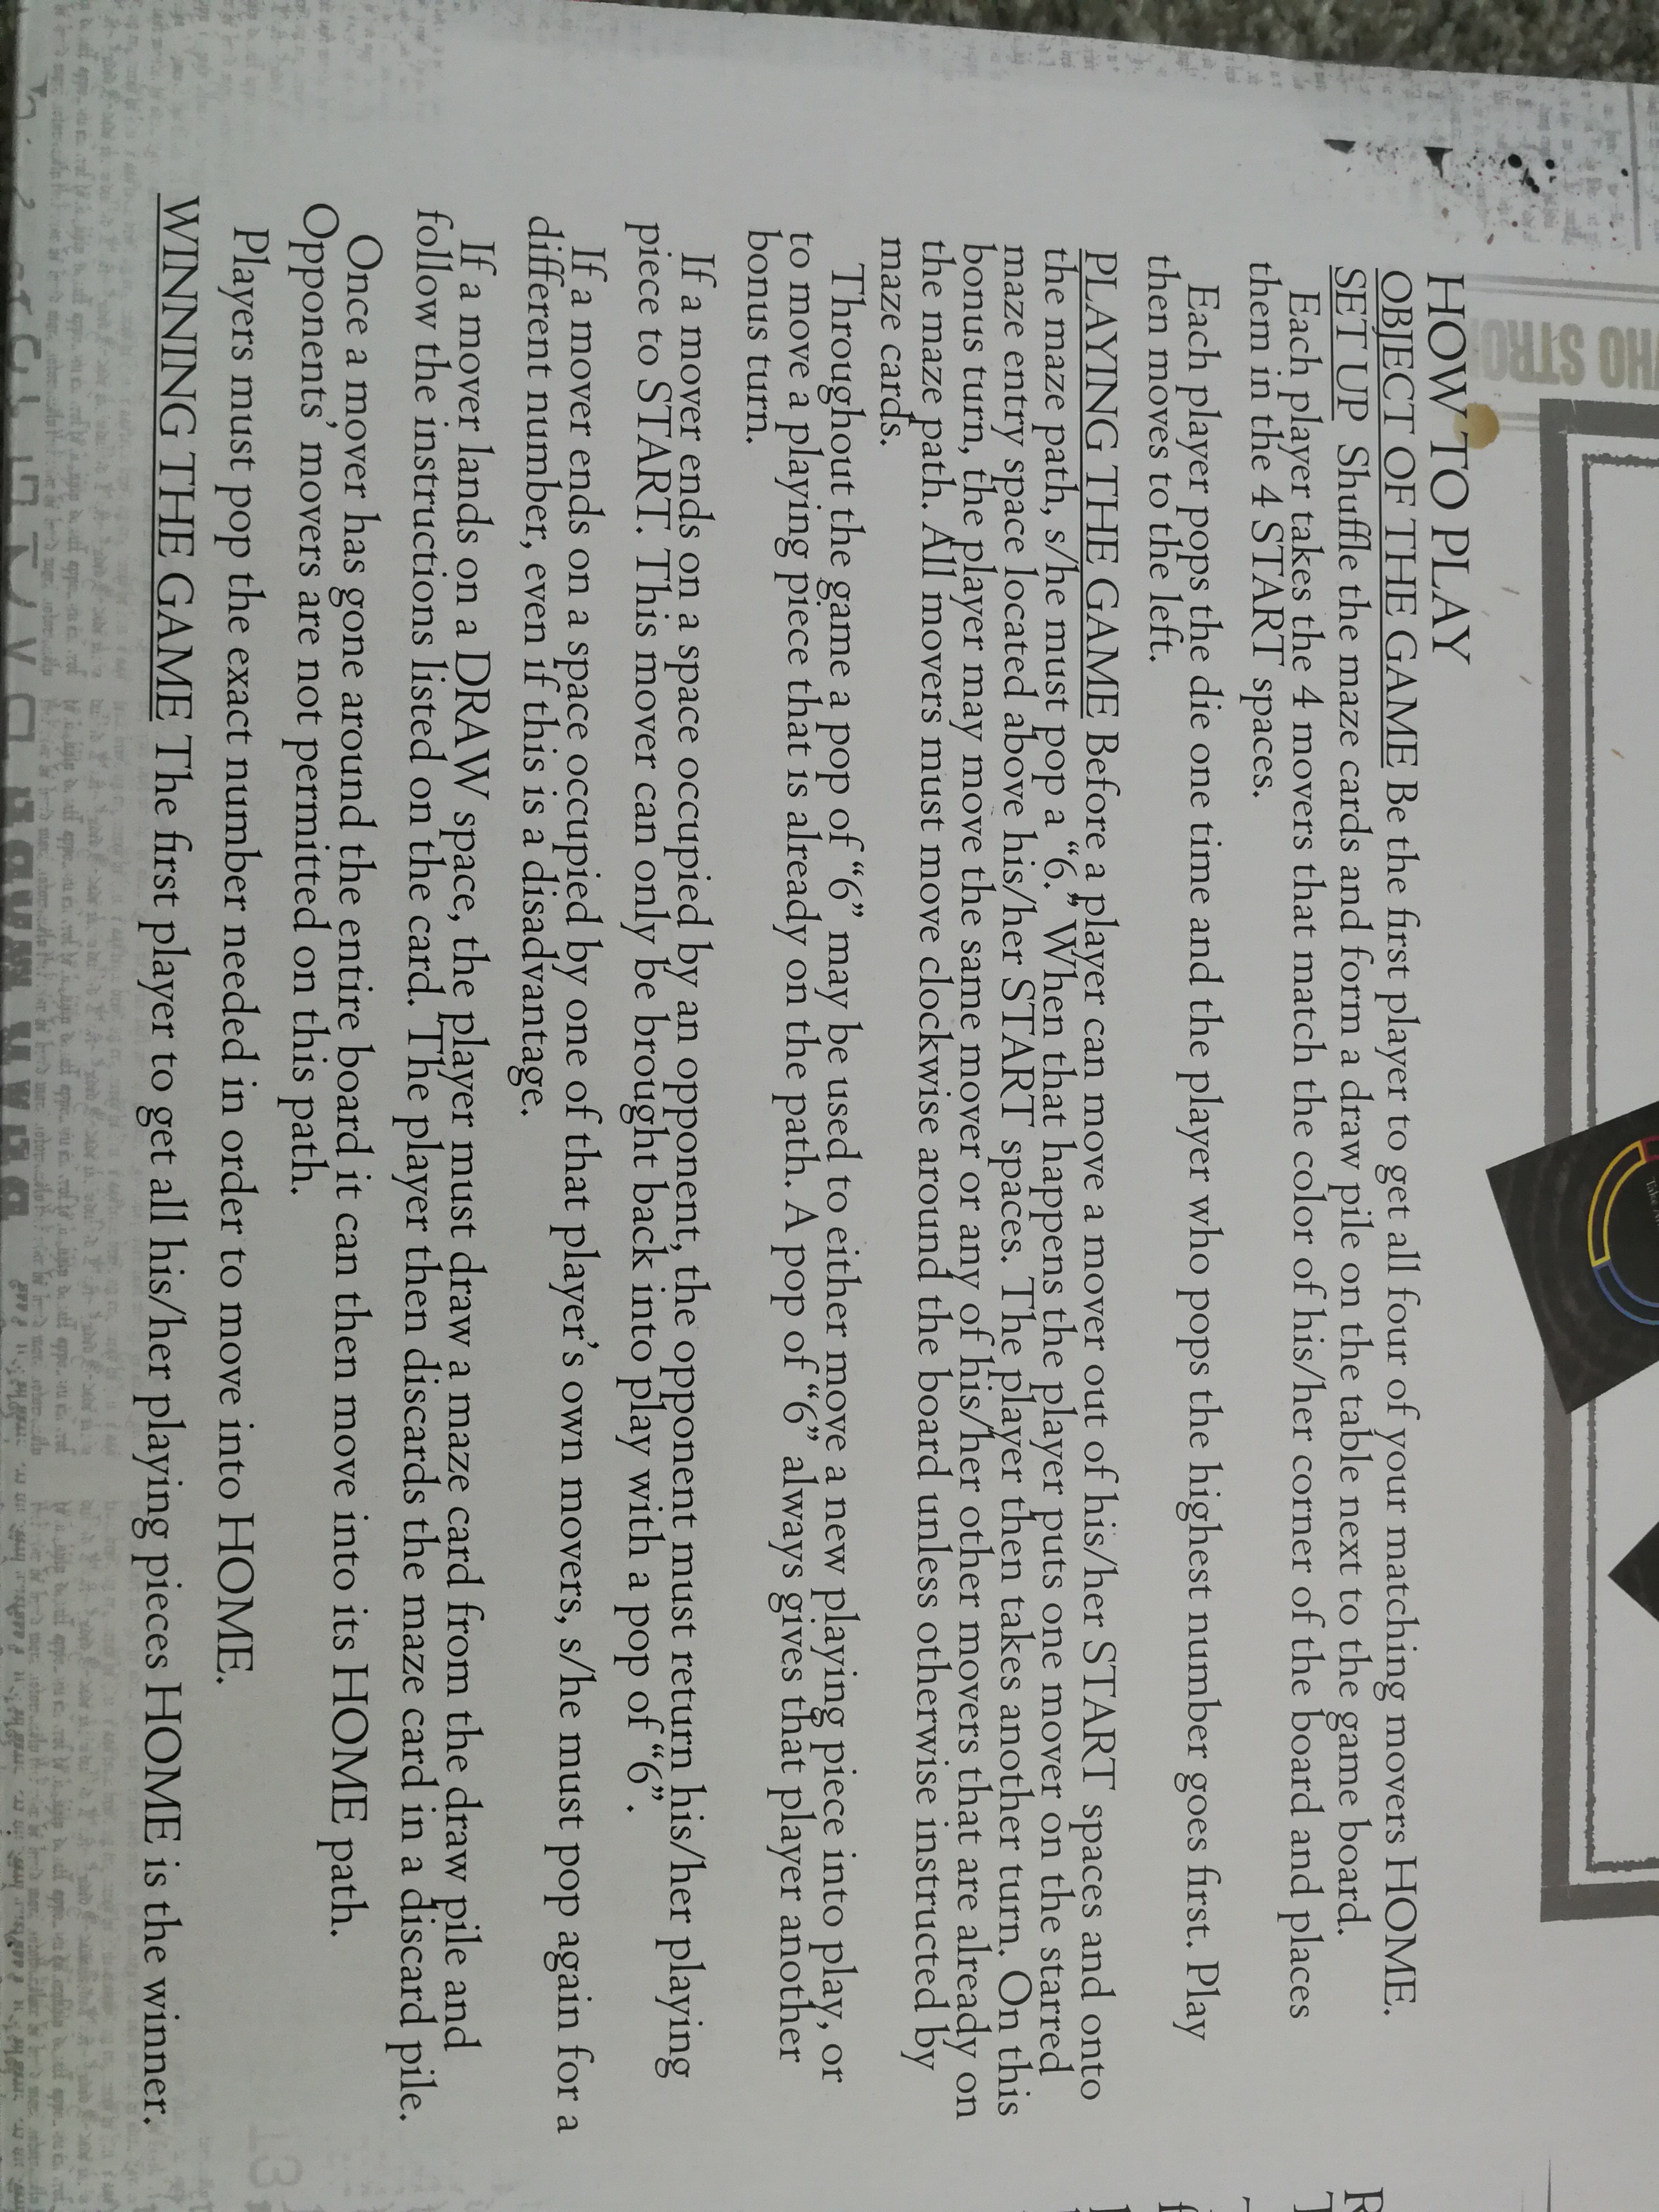 Take
WHO STRO
HOW TO PLAY
OBJECT OF THE GAME Be the first player to get all four of your matching movers HOME.
SET UP Shuffle the maze cards and form a draw pile on the table next to the game board.
Each player takes the 4 movers that match the color of his/her corner of the board and places
them in the 4 START spaces.
Each player pops the die one time and the player who pops the highest number goes first. Play
then moves to the left.
PLAYING THE GAME Before a player can move a mover out of his/her START spaces and onto
the maze path, s/he must pop a “6.” When that happens the player puts one mover on the starred
maze entry space located above his/her START spaces. The player then takes another turn. On this
bonus turn, the player may move the same mover or any of his/her other movers that are already on
the maze path. All movers must move clockwise around the board unless otherwise instructed by
maze cards.
Throughout the game a pop of “6” may be used to either move a new playing piece into play, or
to move a playing piece that is already on the path. A pop of “6” always gives that player another
bonus turn.
If a mover ends on a space occupied by an opponent, the opponent must return his/her playing
piece to START. This mover can only be brought back into play with a pop of “6”.
If a mover ends on a space occupied by one of that player’s own movers, s/he must pop again for a
different number, even if this is a disadvantage.
If a mover lands on a DRAW space, the player must draw a maze card from the draw pile and
follow the instructions listed on the card. The player then discards the maze card in a discard pile.
Once a mover has gone around the entire board it can then move into its HOME path.
Opponents’ movers are not permitted on this path.
Players must pop the exact number needed in order to move into HOME.
WINNING THE GAME The first player to get all his/her playing pieces HOME is the winner.